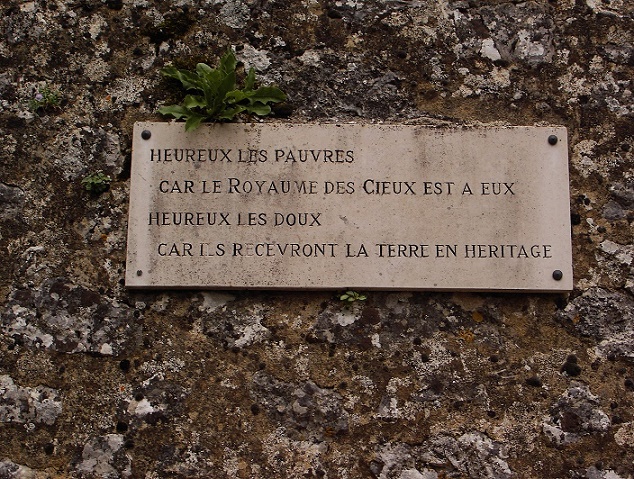 HEUREUX LES PAUVRES
CAR LE ROYAUME DES CIEUX EST A EUX
HEUREUX LES DOUX
CAR ILS RECEVRONT LA TERRE EN HERITAGE